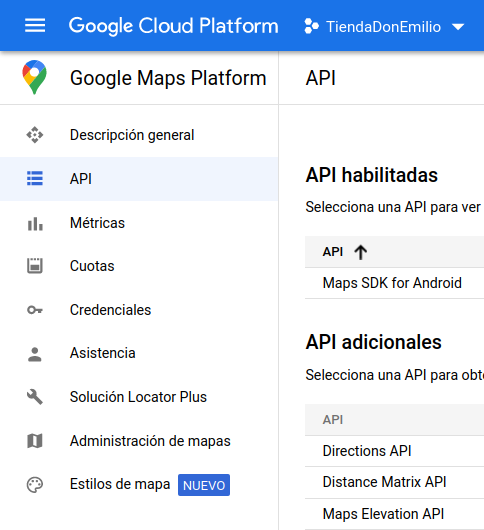 Google Cloud Platform
TiendaDonEmilio
Google Maps Platform
API
Descripción general
API
Métricas
Cuotas
Credenciales
Asistencia
Solución Locator Plus
Administración de mapas
Estilos de mapa NUEVO
API habilitadas
Selecciona una API para ver
API
Maps SDK for Android
API adicionales
Selecciona una API para obte
API
Directions API
Distance Matrix API
Maps Elevation API